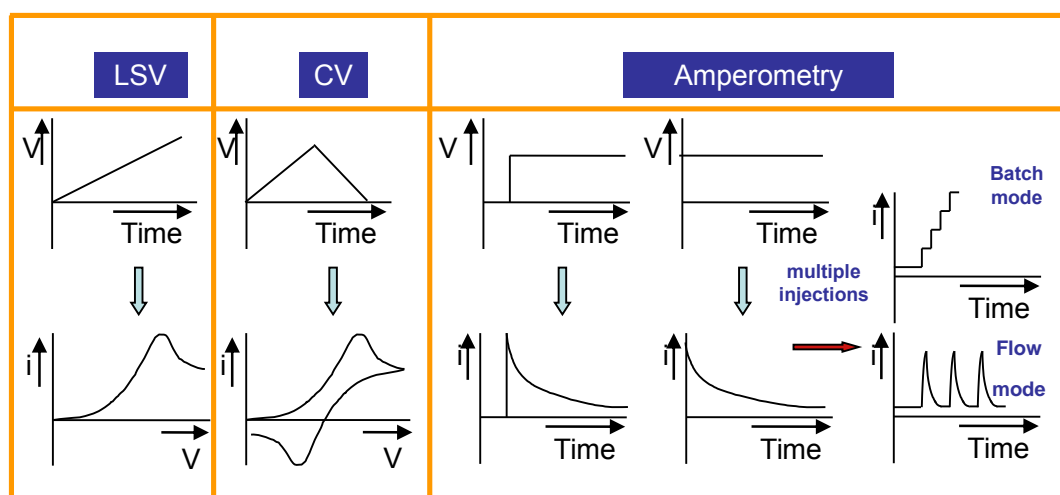 LSV
CV
Amperometry
V
Time
V
Time
V
Time
V
Time
Batch
mode
i
Time
multiple
injections
i
V
i
V
i
Time
i
Time
i
Flow
mode
Time